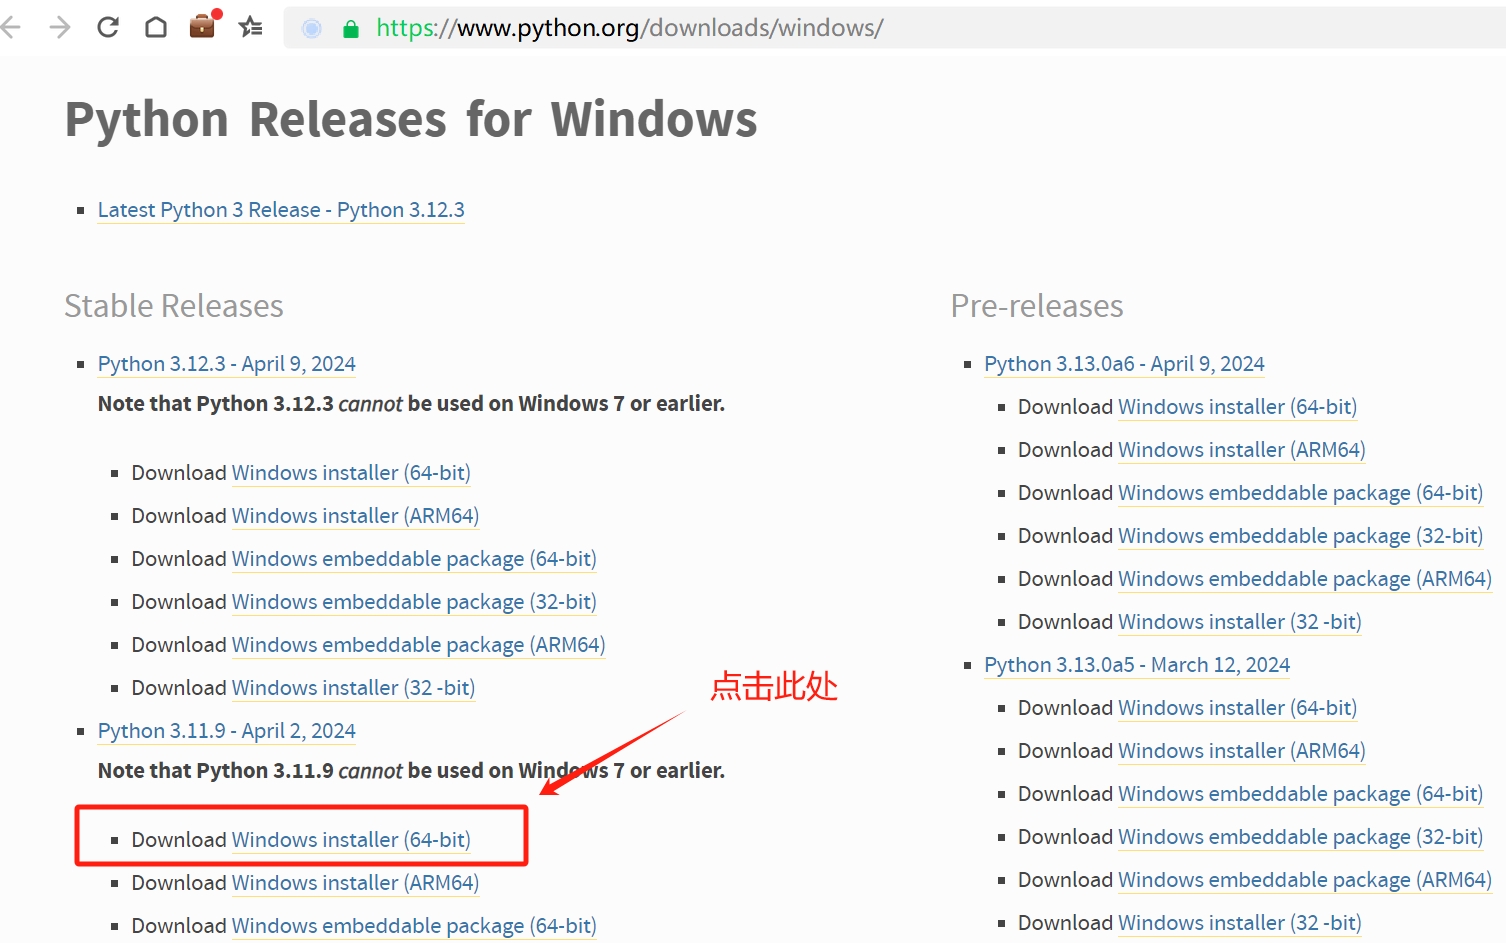 https://www.python.org/downloads/windows/
Python Releases for Windows
Latest Python 3 Release - Python 3.12.3
Stable Releases
Python 3.12.3 - April 9, 2024
Note that Python 3.12.3 cannot be used on Windows 7 or earlier.
Download Windows installer (64-bit)
Download Windows installer (ARM64)
Download Windows embeddable package (64-bit)
Download Windows embeddable package (32-bit)
Download Windows embeddable package (ARM64)
Download Windows installer (32 -bit)
Python 3.11.9 - April 2, 2024
Note that Python 3.11.9 cannot be used on Windows 7 or earlier.
点击此处
Download Windows installer (64-bit)
Download Windows installer (ARM64)
Download Windows embeddable package (64-bit)
Pre-releases
Python 3.13.0a6 - April 9, 2024
Download Windows installer (64-bit)
Download Windows installer (ARM64)
Download Windows embeddable package (64-bit)
Download Windows embeddable package (32-bit)
Download Windows embeddable package (ARM64)
Download Windows installer (32 -bit)
Python 3.13.0a5 - March 12, 2024
Download Windows installer (64-bit)
Download Windows installer (ARM64)
Download Windows embeddable package (64-bit)
Download Windows embeddable package (32-bit)
Download Windows embeddable package (ARM64)
Download Windows installer (32 -bit)